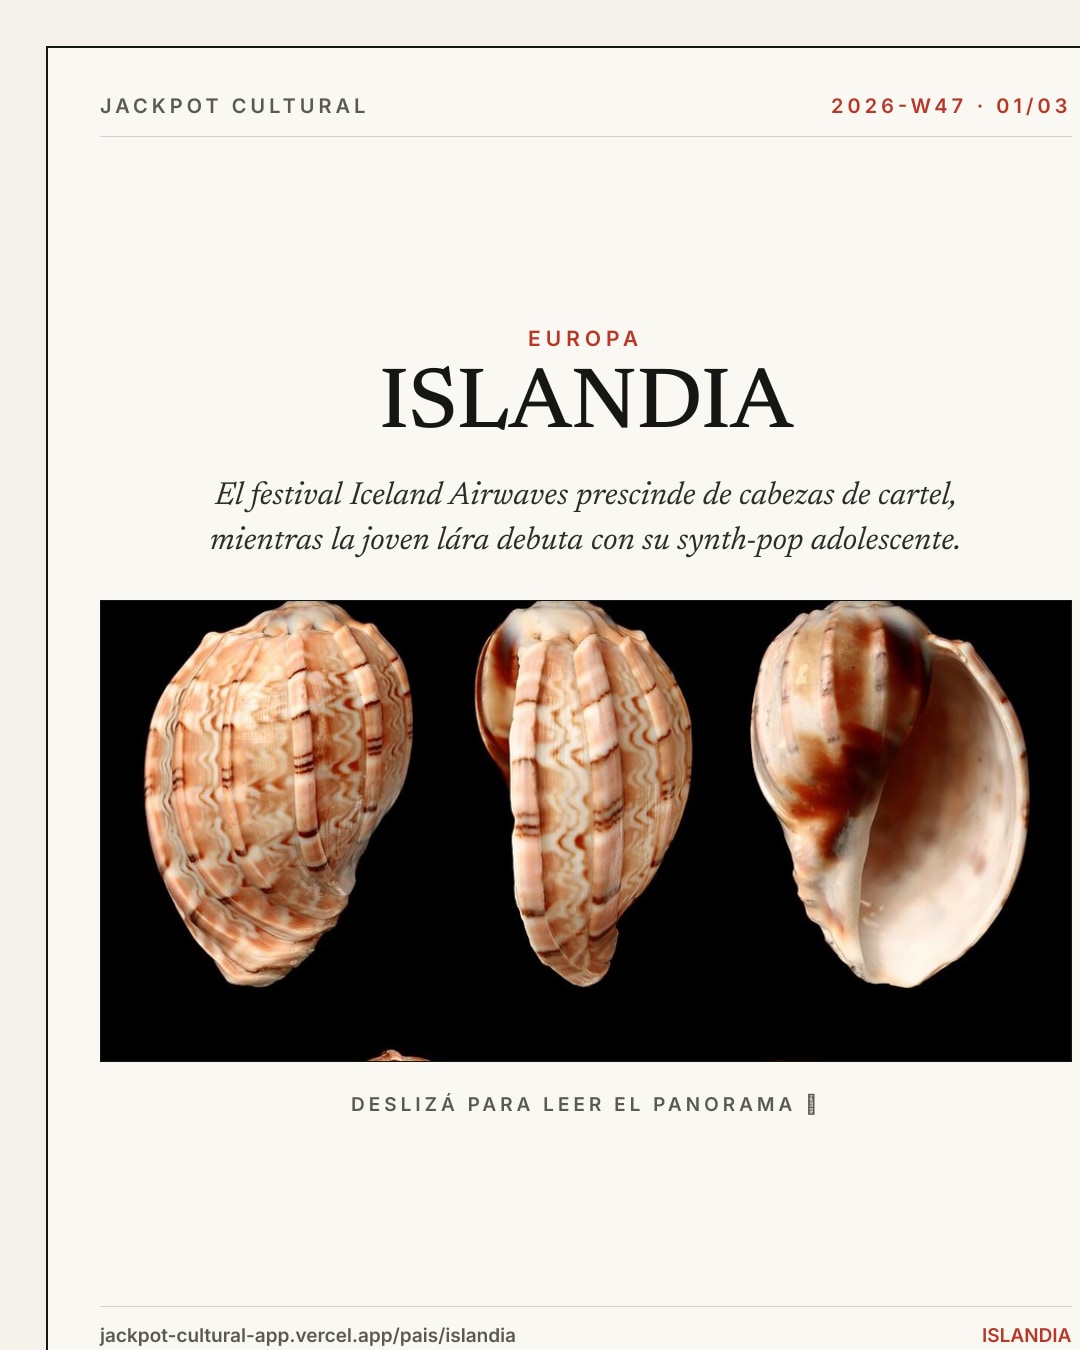 JACKPOT CULTURAL
2026-W47 · 01/03
EUROPA
ISLANDIA
El festival Iceland Airwaves prescinde de cabezas de cartel,
mientras la joven lára debuta con su synth-pop adolescente.
DESLIZÁ PARA LEER EL PANORAMA
jackpot-cultural-app.vercel.app/pais/islandia
ISLANDIA